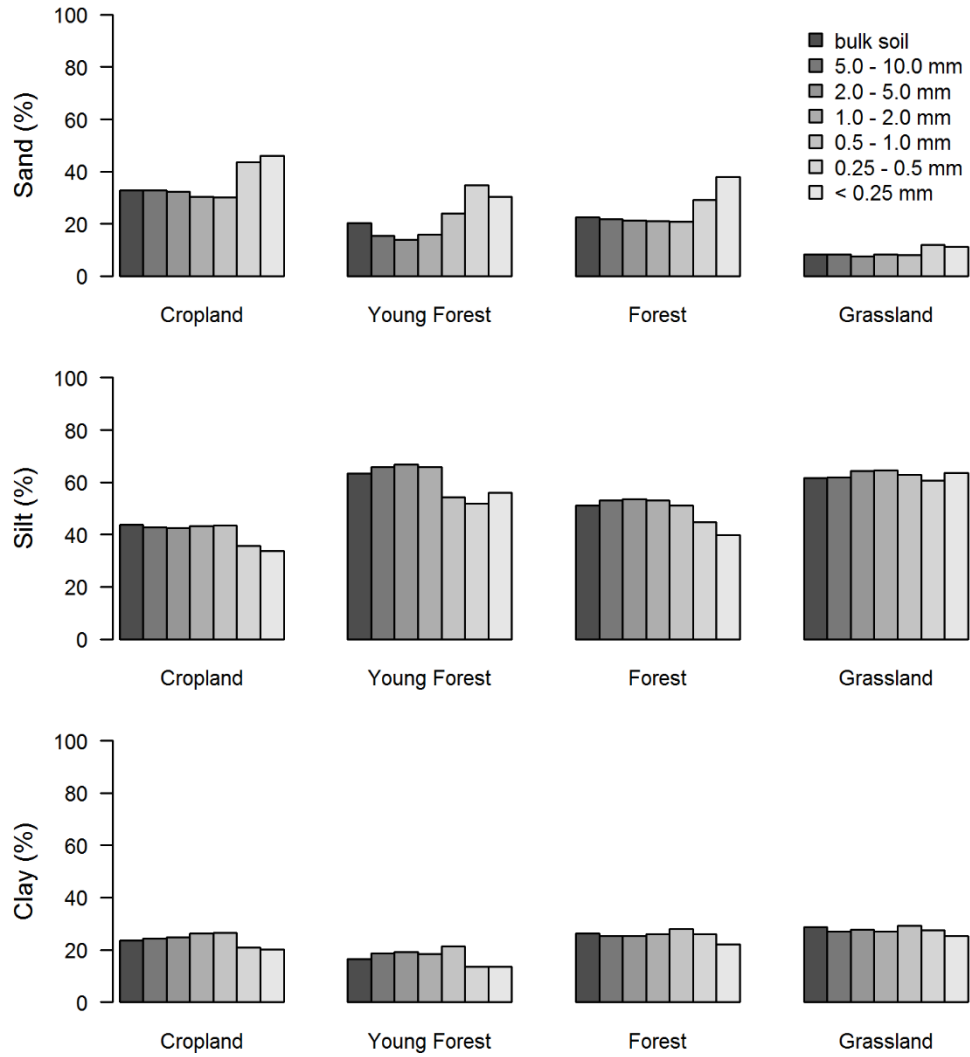 Sand (%)
100
80
60
40
20
0
Cropland
Young Forest
Forest
Grassland
bulk soil
5.0 - 10.0 mm
2.0 - 5.0 mm
1.0 - 2.0 mm
0.5 - 1.0 mm
0.25 - 0.5 mm
< 0.25 mm
Silt (%)
100
80
60
40
20
0
Cropland
Young Forest
Forest
Grassland
Clay (%)
100
80
60
40
20
0
Cropland
Young Forest
Forest
Grassland